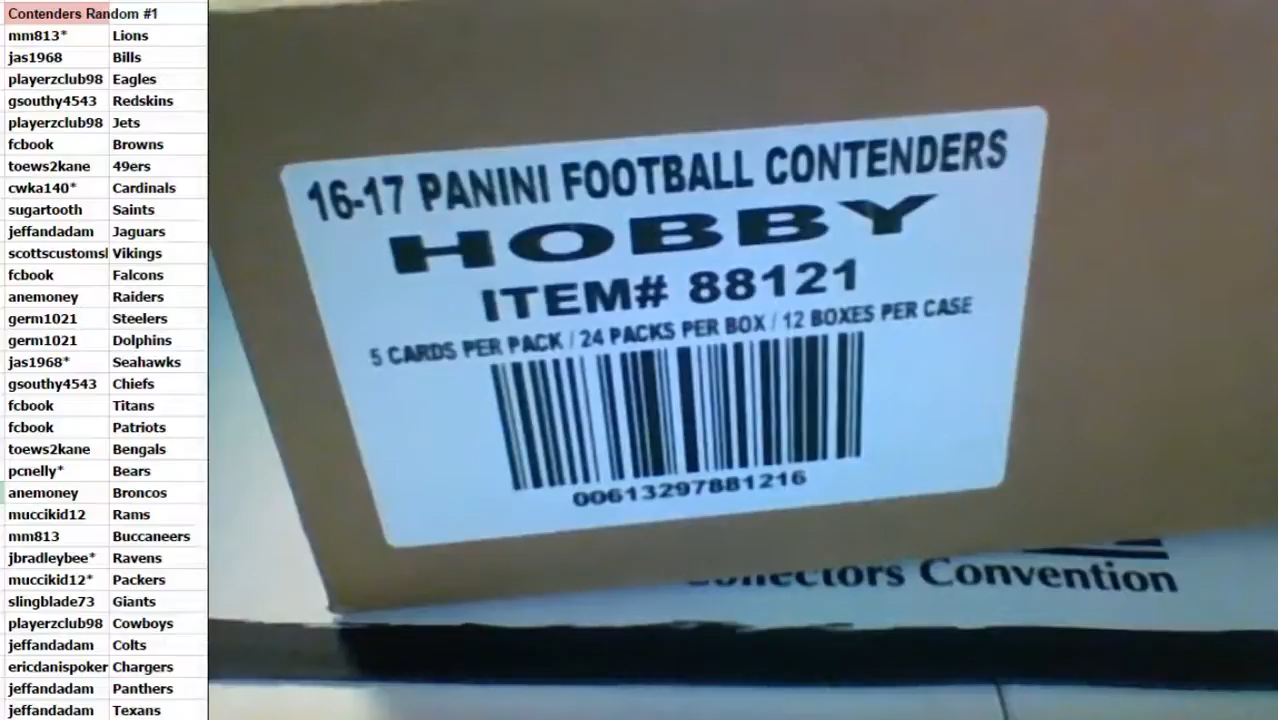 Contenders Random #1
mm813* Lions
jas1968 Bills
playerzclub98 Eagles
gsouthy4543 Redskins
playerzclub98 Jets
fcbook Browns
toews2kane 49ers
cwka140* Cardinals
sugartooth Saints
jeffandadam Jaguars
scottscustoms Vikings
fcbook Falcons
anemoney Raiders
germ1021 Steelers
germ1021 Dolphins
jas1968* Seahawks
gsouthy4543 Chiefs
fcbook Titans
fcbook Patriots
toews2kane Bengals
pcnelly* Bears
anemoney Broncos
muccikid12 Rams
mm813 Buccaneers
jbradleybee* Ravens
muccikid12* Packers
slingblade73 Giants
playerzclub98 Cowboys
jeffandadam Colts
ericdanispoker Chargers
jeffandadam Panthers
jeffandadam Texans
16-17 PANINI FOOTBALL CONTENDERS
HOBBY
ITEM# 88121
5 CARDS PER PACK / 24 PACKS PER BOX / 12 BOXES PER CASE
00613297881216
Collectors Convention